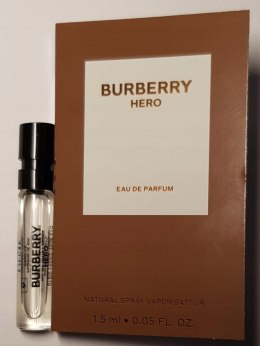 BURBERRY
HERO
EAU DE PARFUM
NATURAL SPRAY VAPORISATEUR
1.5 ml • 0.05 FL. OZ.
BURBERRY
HERO